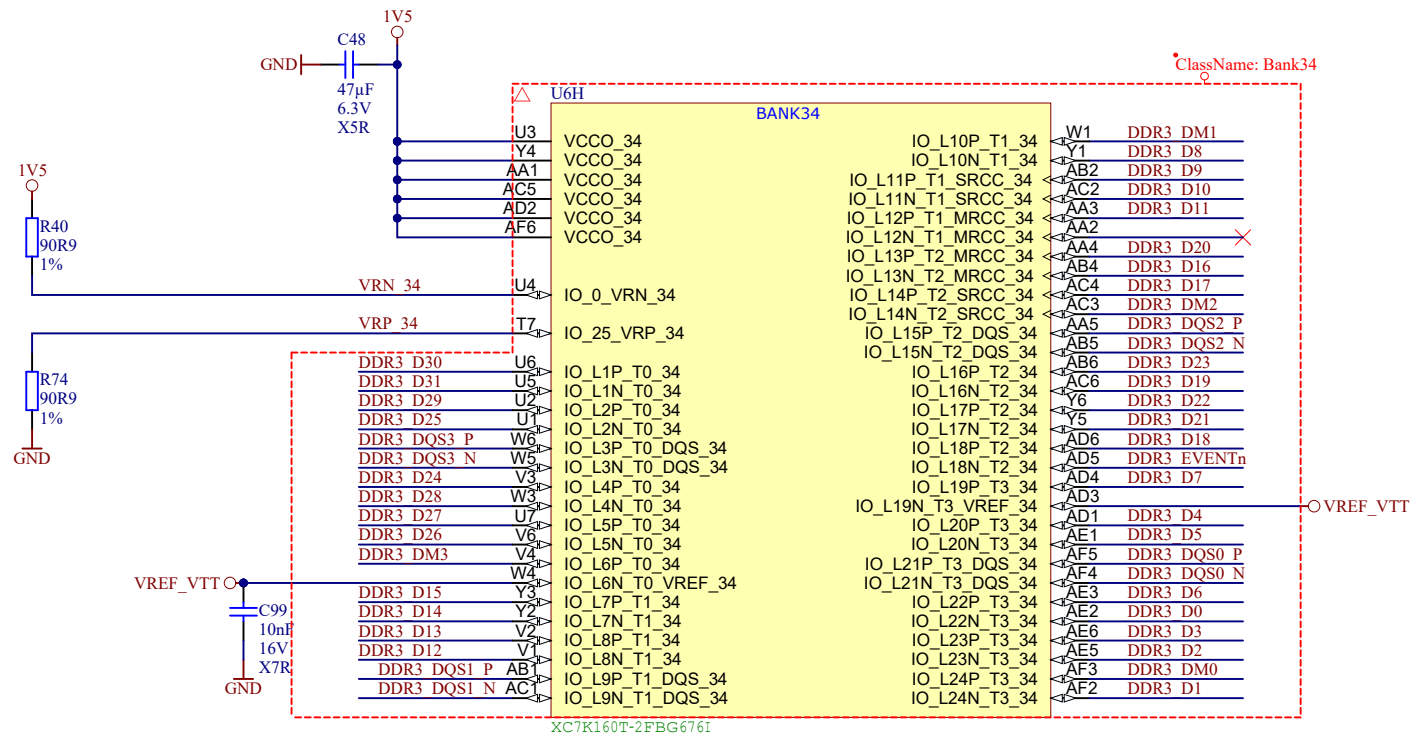 1V5
C48
GND
47µF
6.3V
X5R
ClassName: Bank34
U6H
BANK34
U3 VCCO_34
Y4 VCCO_34
AA1 VCCO_34
AC5 VCCO_34
AD2 VCCO_34
AF6 VCCO_34
1V5
R40
90R9
1%
VRN_34 U4 IO_0_VRN_34
VRP_34 T7 IO_25_VRP_34
R74
90R9
1%
GND
DDR3_D30 U6 IO_L1P_T0_34
DDR3_D31 U5 IO_L1N_T0_34
DDR3_D29 U2 IO_L2P_T0_34
DDR3_D25 U1 IO_L2N_T0_34
DDR3_DQS3_P W6 IO_L3P_T0_DQS_34
DDR3_DQS3_N W5 IO_L3N_T0_DQS_34
DDR3_D24 V3 IO_L4P_T0_34
DDR3_D28 W3 IO_L4N_T0_34
DDR3_D27 U7 IO_L5P_T0_34
DDR3_D26 V6 IO_L5N_T0_34
DDR3_DM3 V4 IO_L6P_T0_34
VREF_VTT W4 IO_L6N_T0_VREF_34
C99
10nF
16V
X7R
GND
DDR3_D15 Y3 IO_L7P_T1_34
DDR3_D14 Y2 IO_L7N_T1_34
DDR3_D13 V2 IO_L8P_T1_34
DDR3_D12 V1 IO_L8N_T1_34
DDR3_DQS1_P AB1 IO_L9P_T1_DQS_34
DDR3_DQS1_N AC1 IO_L9N_T1_DQS_34
IO_L10P_T1_34 W1 DDR3_DM1
IO_L10N_T1_34 Y1 DDR3_D8
IO_L11P_T1_SRCC_34 AB2 DDR3_D9
IO_L11N_T1_SRCC_34 AC2 DDR3_D10
IO_L12P_T1_MRCC_34 AA3 DDR3_D11
IO_L12N_T1_MRCC_34 AA2
IO_L13P_T2_MRCC_34 AA4 DDR3_D20
IO_L13N_T2_MRCC_34 AB4 DDR3_D16
IO_L14P_T2_SRCC_34 AC4 DDR3_D17
IO_L14N_T2_SRCC_34 AC3 DDR3_DM2
IO_L15P_T2_DQS_34 AA5 DDR3_DQS2_P
IO_L15N_T2_DQS_34 AB5 DDR3_DQS2_N
IO_L16P_T2_34 AB6 DDR3_D23
IO_L16N_T2_34 AC6 DDR3_D19
IO_L17P_T2_34 Y6 DDR3_D22
IO_L17N_T2_34 Y5 DDR3_D21
IO_L18P_T2_34 AD6 DDR3_D18
IO_L18N_T2_34 AD5 DDR3_EVENTn
IO_L19P_T3_34 AD4 DDR3_D7
IO_L19N_T3_VREF_34 AD3 VREF_VTT
IO_L20P_T3_34 AD1 DDR3_D4
IO_L20N_T3_34 AE1 DDR3_D5
IO_L21P_T3_DQS_34 AF5 DDR3_DQS0_P
IO_L21N_T3_DQS_34 AF4 DDR3_DQS0_N
IO_L22P_T3_34 AE3 DDR3_D6
IO_L22N_T3_34 AE2 DDR3_D0
IO_L23P_T3_34 AE6 DDR3_D3
IO_L23N_T3_34 AE5 DDR3_D2
IO_L24P_T3_34 AF3 DDR3_DM0
IO_L24N_T3_34 AF2 DDR3_D1
XC7K160T-2FBG676I